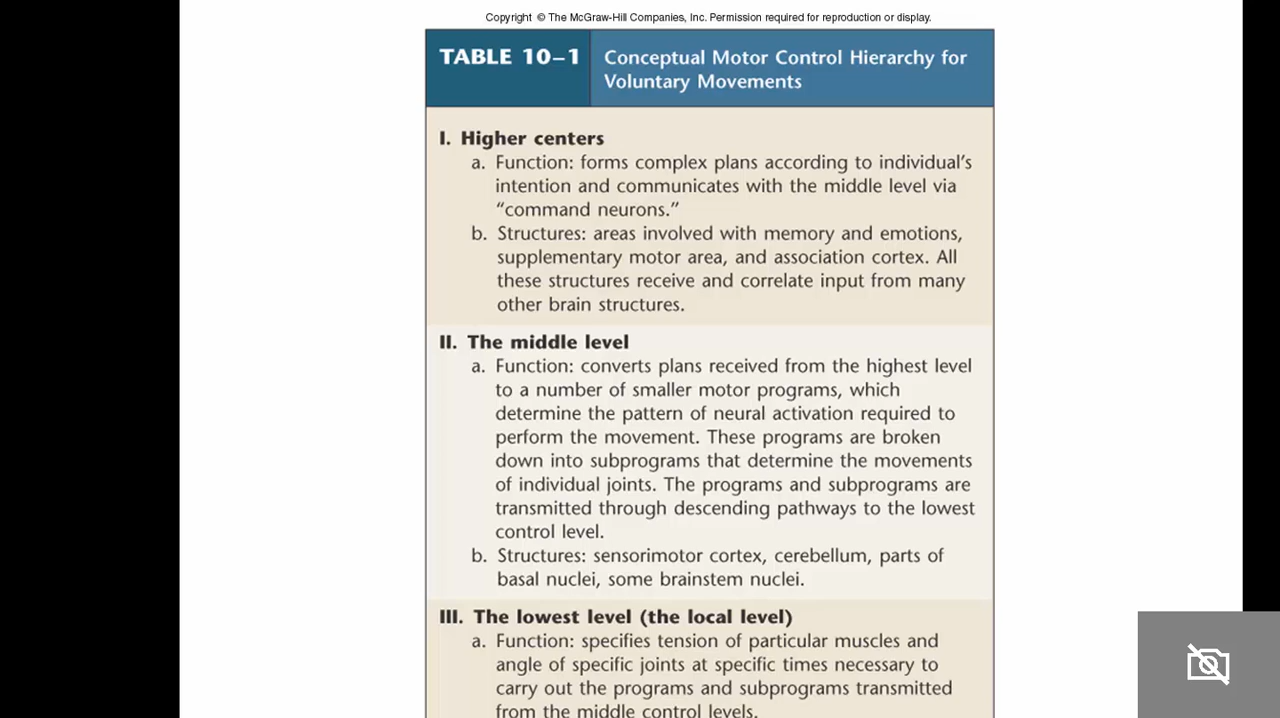 Copyright © The McGraw-Hill Companies, Inc. Permission required for reproduction or display.
TABLE 10–1
Conceptual Motor Control Hierarchy for
Voluntary Movements
I. Higher centers
a. Function: forms complex plans according to individual's
intention and communicates with the middle level via
“command neurons.”
b. Structures: areas involved with memory and emotions,
supplementary motor area, and association cortex. All
these structures receive and correlate input from many
other brain structures.
II. The middle level
a. Function: converts plans received from the highest level
to a number of smaller motor programs, which
determine the pattern of neural activation required to
perform the movement. These programs are broken
down into subprograms that determine the movements
of individual joints. The programs and subprograms are
transmitted through descending pathways to the lowest
control level.
b. Structures: sensorimotor cortex, cerebellum, parts of
basal nuclei, some brainstem nuclei.
III. The lowest level (the local level)
a. Function: specifies tension of particular muscles and
angle of specific joints at specific times necessary to
carry out the programs and subprograms transmitted
from the middle control levels.